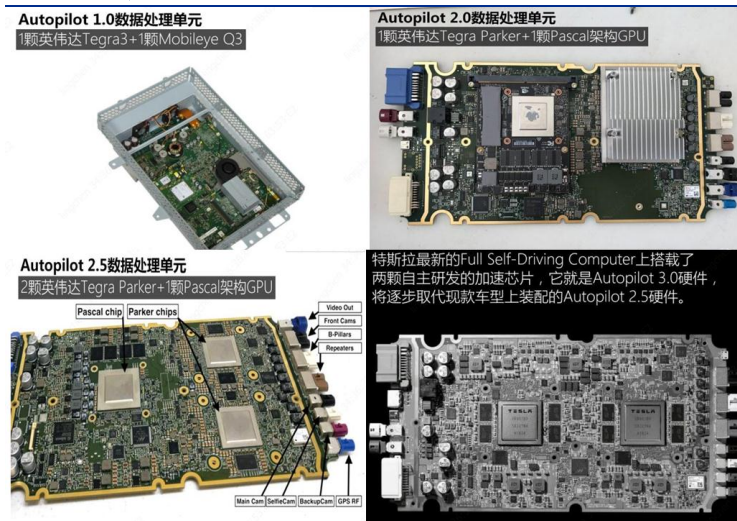 Autopilot 1.0数据处理单元
1颗英伟达Tegra3+1颗Mobileye Q3
Autopilot 2.0数据处理单元
1颗英伟达Tegra Parker+1颗Pascal架构GPU
Autopilot 2.5数据处理单元
2颗英伟达Tegra Parker+1颗Pascal架构GPU
Pascal chip
Parker chips
Video Out
Front Cams
B-Pillars
Repeaters
Main Cam
SelfieCam
BackupCam
GPS RF
特斯拉最新的Full Self-Driving Computer上搭载了
两颗自主研发的加速芯片，它就是Autopilot 3.0硬件，
将逐步取代现款车型上装配的Autopilot 2.5硬件。
TESLA
TESLA